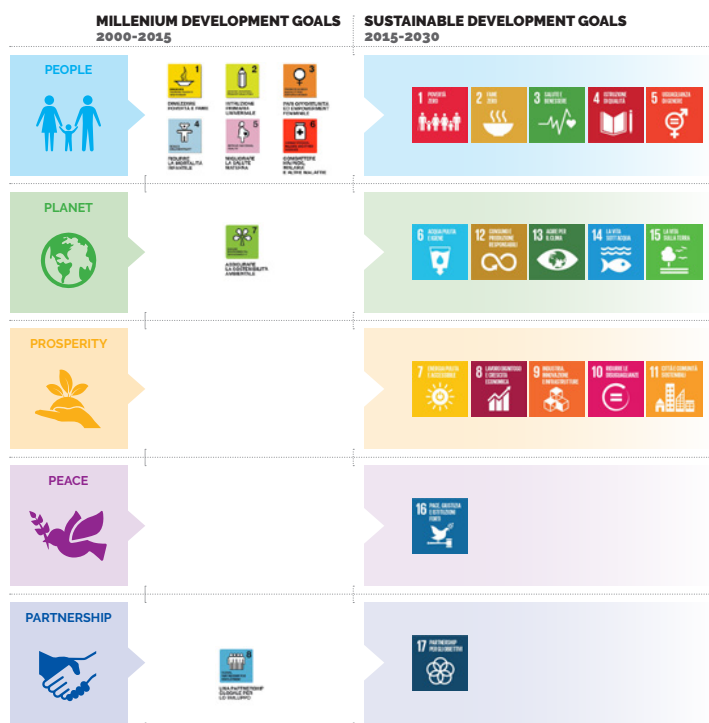 MILLENIUM DEVELOPMENT GOALS
2000-2015
SUSTAINABLE DEVELOPMENT GOALS
2015-2030
PEOPLE
1
2
3
DIMEZZARE
POVERTÀ E FAME
ISTRUZIONE
PRIMARIA
UNIVERSALE
PARI OPPORTUNITÀ
ED EMPOWERMENT
FEMMINILE
4
5
6
RIDURRE
LA MORTALITÀ
INFANTILE
MIGLIORARE
LA SALUTE
MATERNA
COMBATTERE
HIV/AIDS,
MALARIA
E ALTRE MALATTIE
1 POVERTÀ
ZERO
2 FAME
ZERO
3 SALUTE E
BENESSERE
4 ISTRUZIONE
DI QUALITÀ
5 UGUAGLIANZA
DI GENERE
PLANET
7
ASSICURARE
LA SOSTENIBILITÀ
AMBIENTALE
6 ACQUA PULITA
E IGIENE
12 CONSUMO E
PRODUZIONE
RESPONSABILI
13 AGIRE PER
IL CLIMA
14 LA VITA
SOTT'ACQUA
15 LA VITA
SULLA TERRA
PROSPERITY
7 ENERGIA PULITA
E ACCESSIBILE
8 LAVORO DIGNITOSO
E CRESCITA
ECONOMICA
9 INDUSTRIA,
INNOVAZIONE
E INFRASTRUTTURE
10 RIDURRE LE
DISUGUAGLIANZE
11 CITTÀ E COMUNITÀ
SOSTENIBILI
PEACE
16 PACE, GIUSTIZIA
E ISTITUZIONI
FORTI
PARTNERSHIP
8
UNA PARTNERSHIP
GLOBALE PER
LO SVILUPPO
17 PARTNERSHIP
PER GLI OBIETTIVI